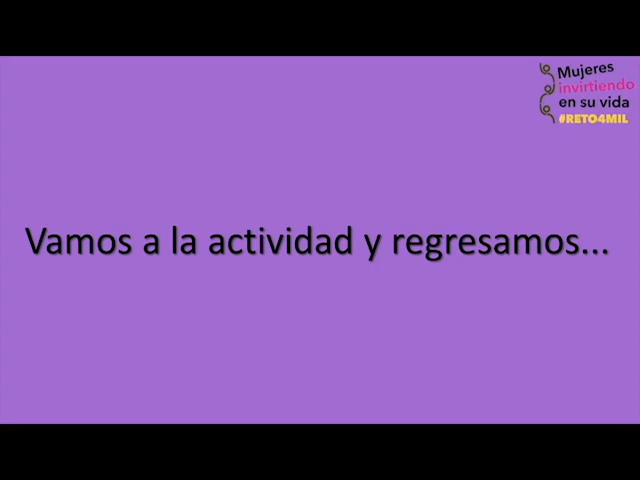 Mujeres
invirtiendo
en su vida
#RETO4MIL
Vamos a la actividad y regresamos...